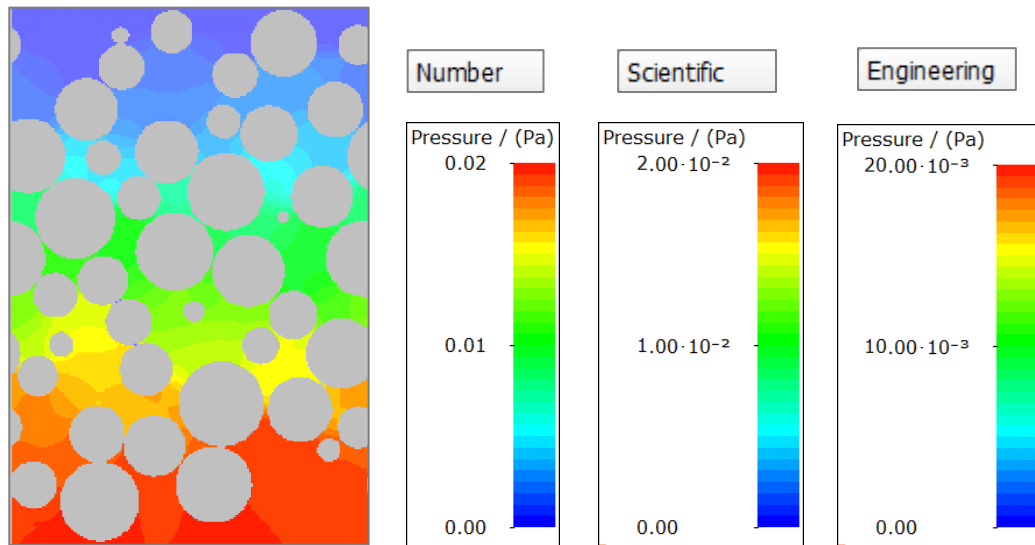 Number
Scientific
Engineering
Pressure / (Pa)
0.02
0.01
0.00
Pressure / (Pa)
2.00·10⁻²
1.00·10⁻²
0.00
Pressure / (Pa)
20.00·10⁻³
10.00·10⁻³
0.00